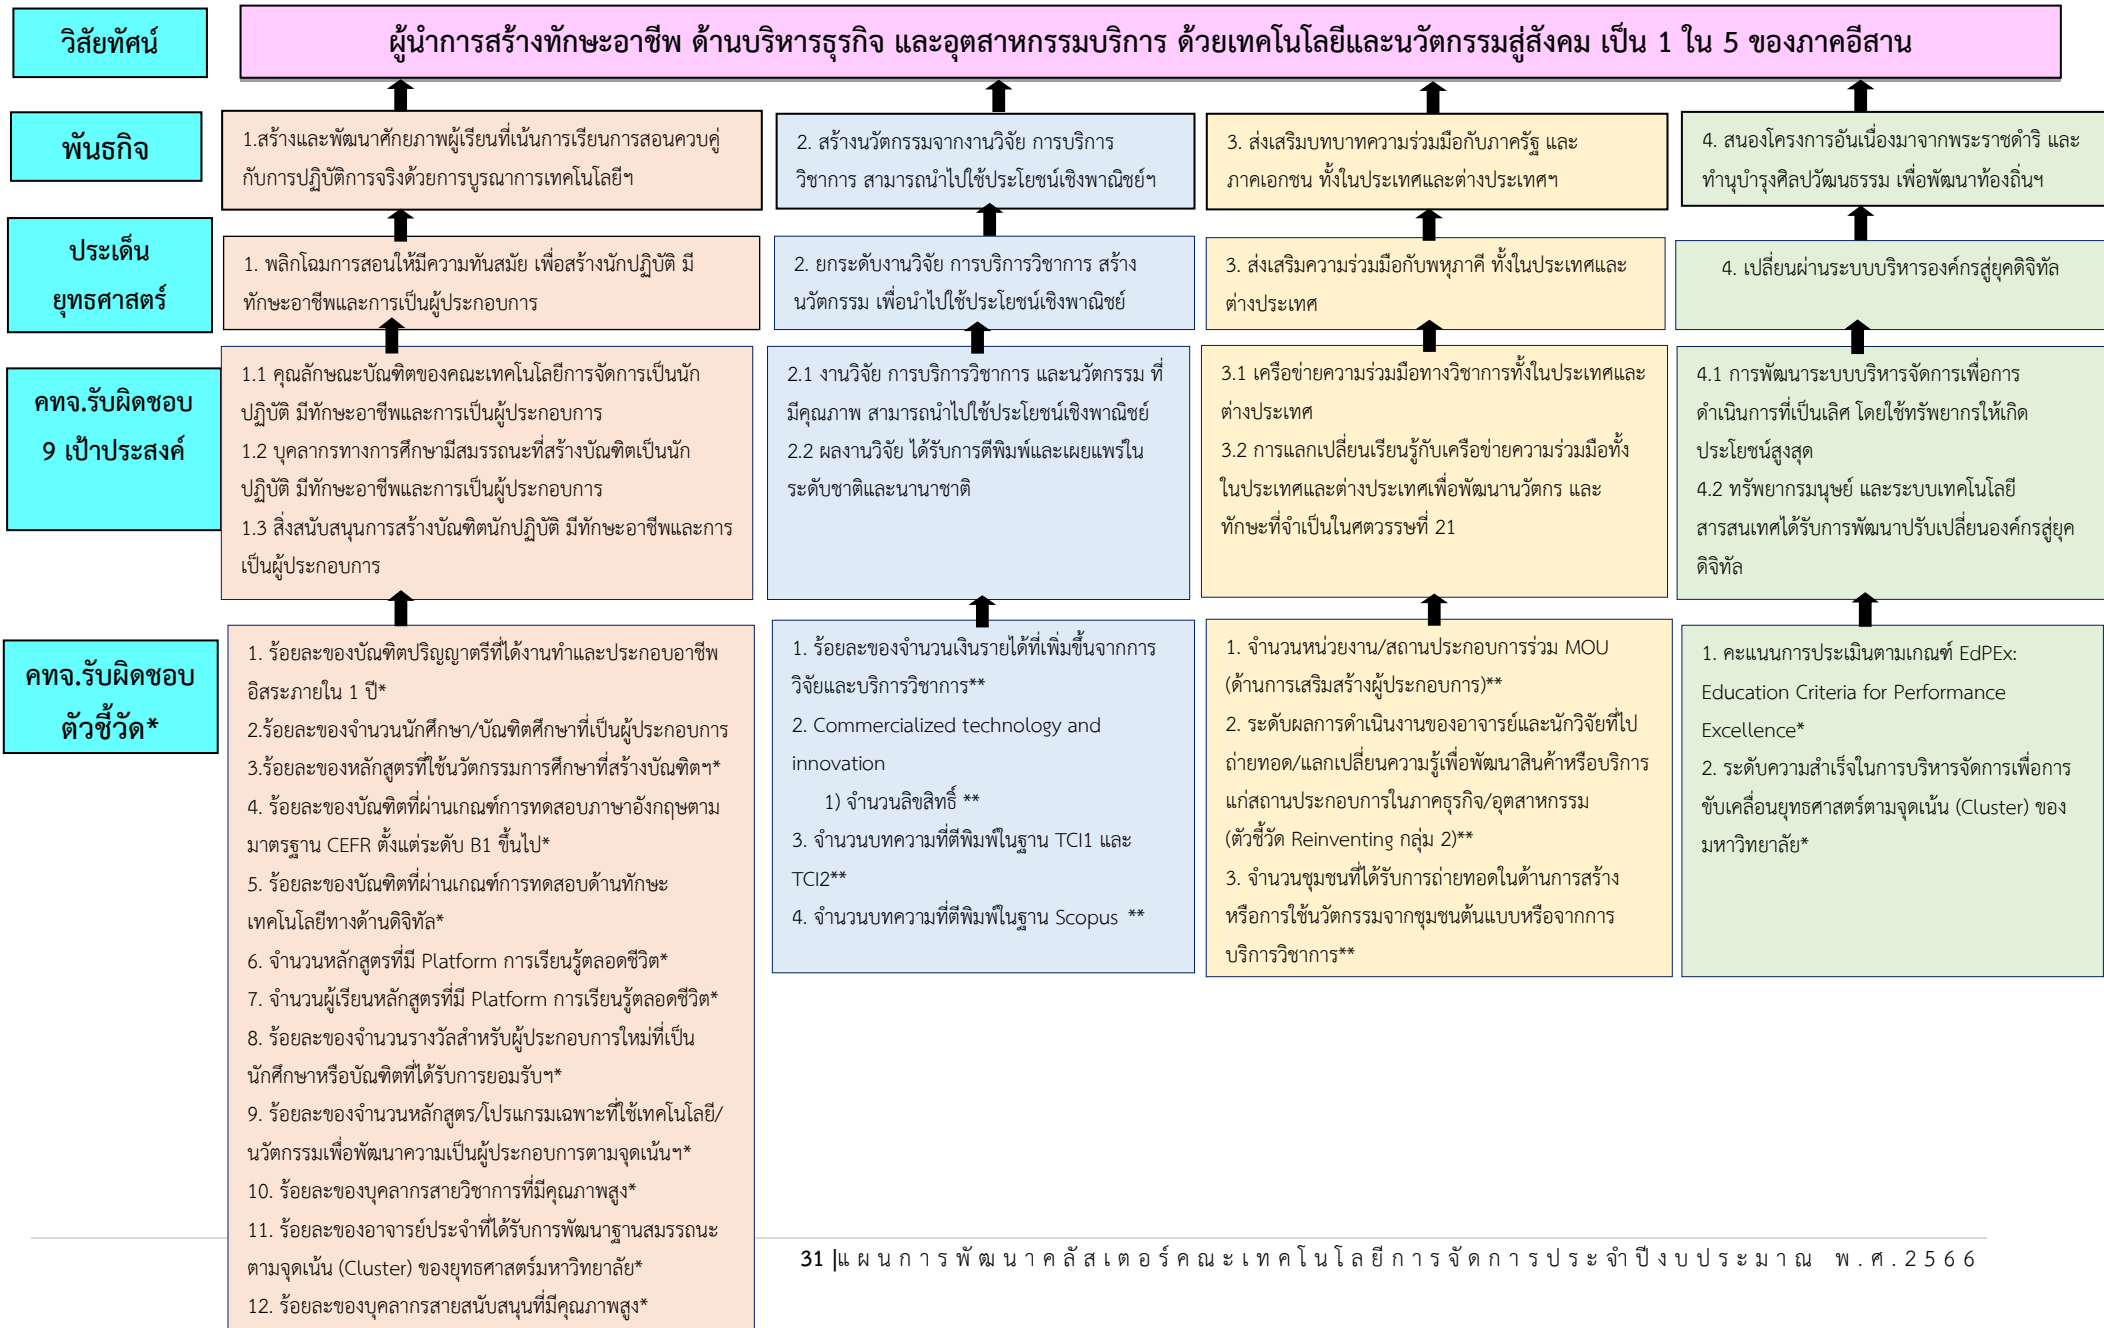 วิสัยทัศน์
ผู้นำการสร้างทักษะอาชีพ ด้านบริหารธุรกิจ และอุตสาหกรรมบริการ ด้วยเทคโนโลยีและนวัตกรรมสู่สังคม เป็น 1 ใน 5 ของภาคอีสาน
พันธกิจ
1.สร้างและพัฒนาศักยภาพผู้เรียนที่เน้นการเรียนการสอนควบคู่
กับการปฏิบัติการจริงด้วยการบูรณาการเทคโนโลยีฯ
2. สร้างนวัตกรรมจากงานวิจัย การบริการ
วิชาการ สามารถนำไปใช้ประโยชน์เชิงพาณิชย์ฯ
3. ส่งเสริมบทบาทความร่วมมือกับภาครัฐ และ
ภาคเอกชน ทั้งในประเทศและต่างประเทศฯ
4. สนองโครงการอันเนื่องมาจากพระราชดำริ และ
ทำนุบำรุงศิลปวัฒนธรรม เพื่อพัฒนาท้องถิ่นฯ
ประเด็น
ยุทธศาสตร์
1. พลิกโฉมการสอนให้มีความทันสมัย เพื่อสร้างนักปฏิบัติ มี
ทักษะอาชีพและการเป็นผู้ประกอบการ
2. ยกระดับงานวิจัย การบริการวิชาการ สร้าง
นวัตกรรม เพื่อนำไปใช้ประโยชน์เชิงพาณิชย์
3. ส่งเสริมความร่วมมือกับพหุภาคี ทั้งในประเทศและ
ต่างประเทศ
4. เปลี่ยนผ่านระบบบริหารองค์กรสู่ยุคดิจิทัล
คทจ.รับผิดชอบ
9 เป้าประสงค์
1.1 คุณลักษณะบัณฑิตของคณะเทคโนโลยีการจัดการเป็นนัก
ปฏิบัติ มีทักษะอาชีพและการเป็นผู้ประกอบการ
1.2 บุคลากรทางการศึกษามีสมรรถนะที่สร้างบัณฑิตเป็นนัก
ปฏิบัติ มีทักษะอาชีพและการเป็นผู้ประกอบการ
1.3 สิ่งสนับสนุนการสร้างบัณฑิตนักปฏิบัติ มีทักษะอาชีพและการ
เป็นผู้ประกอบการ
2.1 งานวิจัย การบริการวิชาการ และนวัตกรรม ที่
มีคุณภาพ สามารถนำไปใช้ประโยชน์เชิงพาณิชย์
2.2 ผลงานวิจัย ได้รับการตีพิมพ์และเผยแพร่ใน
ระดับชาติและนานาชาติ
3.1 เครือข่ายความร่วมมือทางวิชาการทั้งในประเทศและ
ต่างประเทศ
3.2 การแลกเปลี่ยนเรียนรู้กับเครือข่ายความร่วมมือทั้ง
ในประเทศและต่างประเทศเพื่อพัฒนานวัตกร และ
ทักษะที่จำเป็นในศตวรรษที่ 21
4.1 การพัฒนาระบบบริหารจัดการเพื่อการ
ดำเนินการที่เป็นเลิศ โดยใช้ทรัพยากรให้เกิด
ประโยชน์สูงสุด
4.2 ทรัพยากรมนุษย์ และระบบเทคโนโลยี
สารสนเทศได้รับการพัฒนาปรับเปลี่ยนองค์กรสู่ยุค
ดิจิทัล
คทจ.รับผิดชอบ
ตัวชี้วัด*
1. ร้อยละของบัณฑิตปริญญาตรีที่ได้งานทำและประกอบอาชีพ
อิสระภายใน 1 ปี*
2.ร้อยละของจำนวนนักศึกษา/บัณฑิตศึกษาที่เป็นผู้ประกอบการ
3.ร้อยละของหลักสูตรที่ใช้นวัตกรรมการศึกษาที่สร้างบัณฑิตฯ*
4. ร้อยละของบัณฑิตที่ผ่านเกณฑ์การทดสอบภาษาอังกฤษตาม
มาตรฐาน CEFR ตั้งแต่ระดับ B1 ขึ้นไป*
5. ร้อยละของบัณฑิตที่ผ่านเกณฑ์การทดสอบด้านทักษะ
เทคโนโลยีทางด้านดิจิทัล*
6. จำนวนหลักสูตรที่มี Platform การเรียนรู้ตลอดชีวิต*
7. จำนวนผู้เรียนหลักสูตรที่มี Platform การเรียนรู้ตลอดชีวิต*
8. ร้อยละของจำนวนรางวัลสำหรับผู้ประกอบการใหม่ที่เป็น
นักศึกษาหรือบัณฑิตที่ได้รับการยอมรับฯ*
9. ร้อยละของจำนวนหลักสูตร/โปรแกรมเฉพาะที่ใช้เทคโนโลยี/
นวัตกรรมเพื่อพัฒนาความเป็นผู้ประกอบการตามจุดเน้นฯ*
10. ร้อยละของบุคลากรสายวิชาการที่มีคุณภาพสูง*
11. ร้อยละของอาจารย์ประจำที่ได้รับการพัฒนาฐานสมรรถนะ
ตามจุดเน้น (Cluster) ของยุทธศาสตร์มหาวิทยาลัย*
12. ร้อยละของบุคลากรสายสนับสนุนที่มีคุณภาพสูง*
1. ร้อยละของจำนวนเงินรายได้ที่เพิ่มขึ้นจากการ
วิจัยและบริการวิชาการ**
2. Commercialized technology and
innovation
1) จำนวนลิขสิทธิ์ **
3. จำนวนบทความที่ตีพิมพ์ในฐาน TCI1 และ
TCI2**
4. จำนวนบทความที่ตีพิมพ์ในฐาน Scopus **
1. จำนวนหน่วยงาน/สถานประกอบการร่วม MOU
(ด้านการเสริมสร้างผู้ประกอบการ)**
2. ระดับผลการดำเนินงานของอาจารย์และนักวิจัยที่ไป
ถ่ายทอด/แลกเปลี่ยนความรู้เพื่อพัฒนาสินค้าหรือบริการ
แก่สถานประกอบการในภาคธุรกิจ/อุตสาหกรรม
(ตัวชี้วัด Reinventing กลุ่ม 2)**
3. จำนวนชุมชนที่ได้รับการถ่ายทอดในด้านการสร้าง
หรือการใช้นวัตกรรมจากชุมชนต้นแบบหรือจากการ
บริการวิชาการ**
1. คะแนนการประเมินตามเกณฑ์ EdPEx:
Education Criteria for Performance
Excellence*
2. ระดับความสำเร็จในการบริหารจัดการเพื่อการ
ขับเคลื่อนยุทธศาสตร์ตามจุดเน้น (Cluster) ของ
มหาวิทยาลัย*
31 |แผนการพัฒนาคลัสเตอร์คณะเทคโนโลยีการจัดการประจำปีงบประมาณ พ.ศ.2566